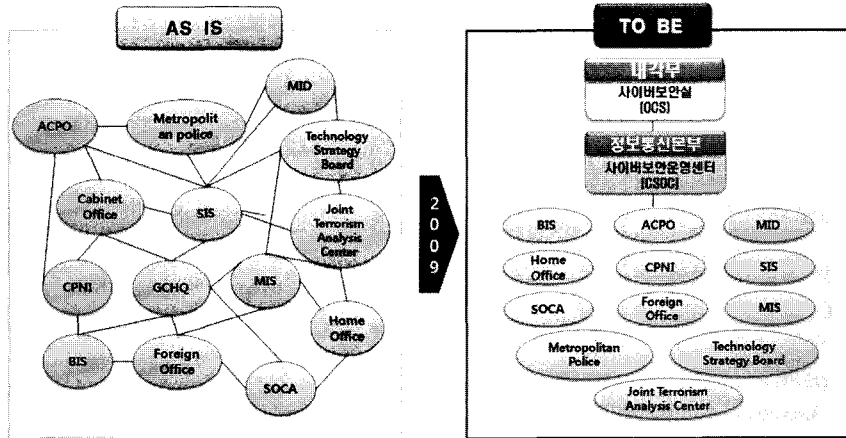 AS IS
MID
ACPO
Metropolit
an police
Technology
Strategy
Board
Cabinet
Office
SIS
Joint
Terrorism
Analysis
Center
CPNI
GCHQ
MIS
Home
Office
BIS
Foreign
Office
SOCA
2
0
0
9
TO BE
내각부
사이버보안실
(OCS)
정보통신본부
사이버보안운영센터
(CSOC)
BIS
ACPO
MID
Home
Office
CPNI
SIS
SOCA
Foreign
Office
MIS
Metropolitan
Police
Technology
Strategy Board
Joint Terrorism
Analysis Center